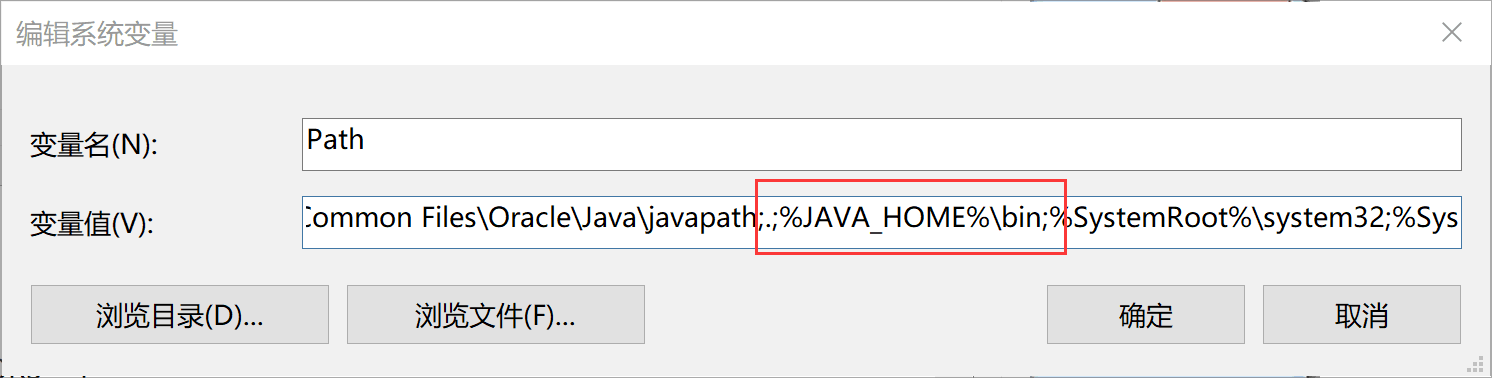 编辑系统变量
变量名(N):
Path
变量值(V):
Common Files\Oracle\Java\javapath;.;%JAVA_HOME%\bin;%SystemRoot%\system32;%Sys
浏览目录(D)...
浏览文件(F)...
确定
取消